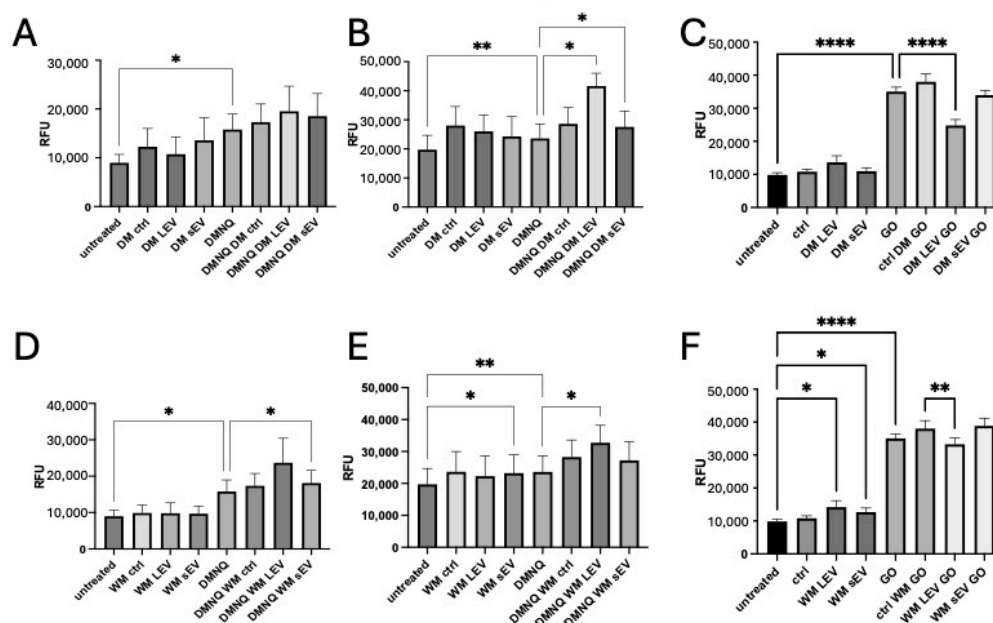 A
*
30,000
20,000
10,000
0
RFU
untreated
DM ctrl
DM LEV
DM sEV
DMNQ
DMNQ DM ctrl
DMNQ DM LEV
DMNQ DM sEV
B
*
**
*
50,000
40,000
30,000
20,000
10,000
0
RFU
untreated
DM ctrl
DM LEV
DM sEV
DMNQ
DMNQ DM ctrl
DMNQ DM LEV
DMNQ DM sEV
C
****
****
50,000
40,000
30,000
20,000
10,000
0
RFU
untreated
ctrl
DM LEV
DM sEV
GO
ctrl DM GO
DM LEV GO
DM sEV GO
D
*
*
40,000
30,000
20,000
10,000
0
RFU
untreated
WM ctrl
WM LEV
WM sEV
DMNQ
DMNQ WM ctrl
DMNQ WM LEV
DMNQ WM sEV
E
**
*
*
50,000
40,000
30,000
20,000
10,000
0
RFU
untreated
WM ctrl
WM LEV
WM sEV
DMNQ
DMNQ WM ctrl
DMNQ WM LEV
DMNQ WM sEV
F
****
*
*
**
50,000
40,000
30,000
20,000
10,000
0
RFU
untreated
ctrl
WM LEV
WM sEV
GO
ctrl WM GO
WM LEV GO
WM sEV GO